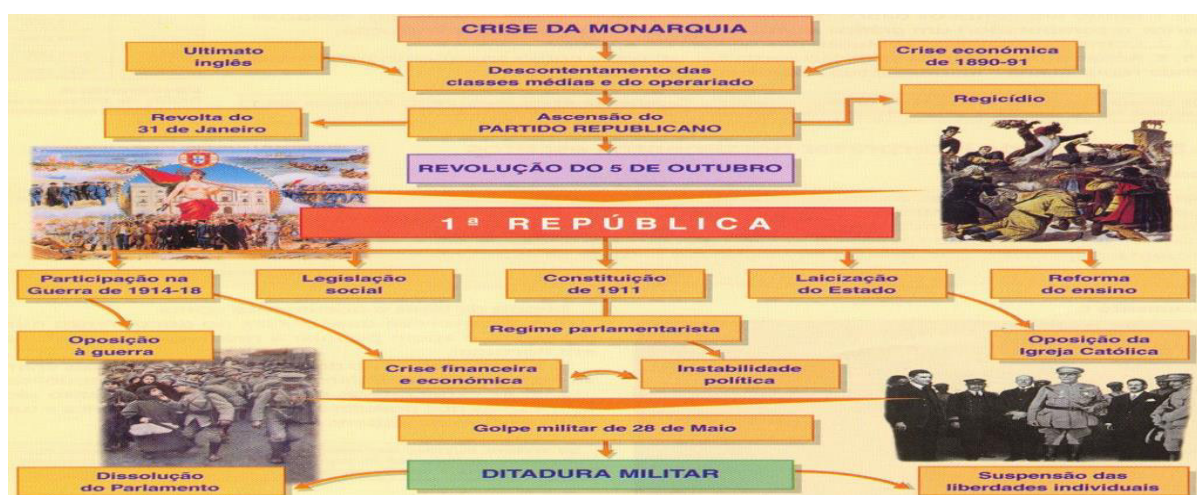 CRISE DA MONARQUIA
Ultimato
inglês
Descontentamento das
classes médias e do operariado
Crise económica
de 1890-91
Revolta do
31 de Janeiro
Ascensão do
PARTIDO REPUBLICANO
Regicídio
REVOLUÇÃO DO 5 DE OUTUBRO
1ª REPÚBLICA
Participação na
Guerra de 1914-18
Legislação
social
Constituição
de 1911
Laicização
do Estado
Reforma
do ensino
Oposição
à guerra
Regime parlamentarista
Oposição da
Igreja Católica
Crise financeira
e económica
Instabilidade
política
Golpe militar de 28 de Maio
Dissolução
do Parlamento
DITADURA MILITAR
Suspensão das
liberdades individuais